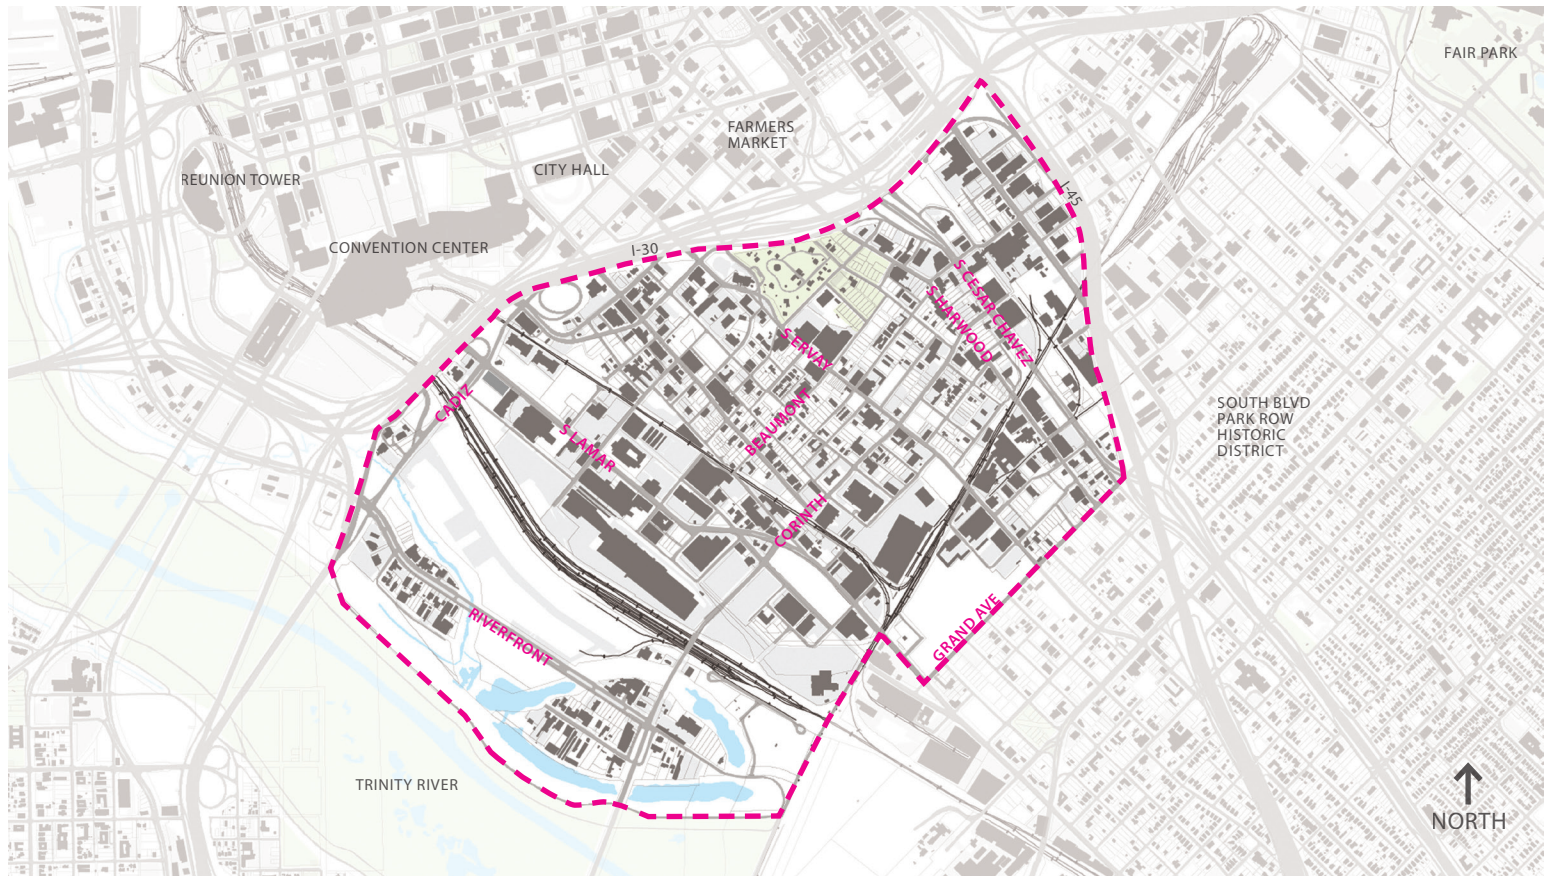 FAIR PARK
FARMERS
MARKET
CITY HALL
REUNION TOWER
I-45
CONVENTION CENTER
I-30
S CESAR CHAVEZ
S HARWOOD
S ERVAY
CADIZ
BEAUMONT
SOUTH BLVD
PARK ROW
HISTORIC
DISTRICT
S LAMAR
CORINTH
GRAND AVE
RIVERFRONT
TRINITY RIVER
NORTH